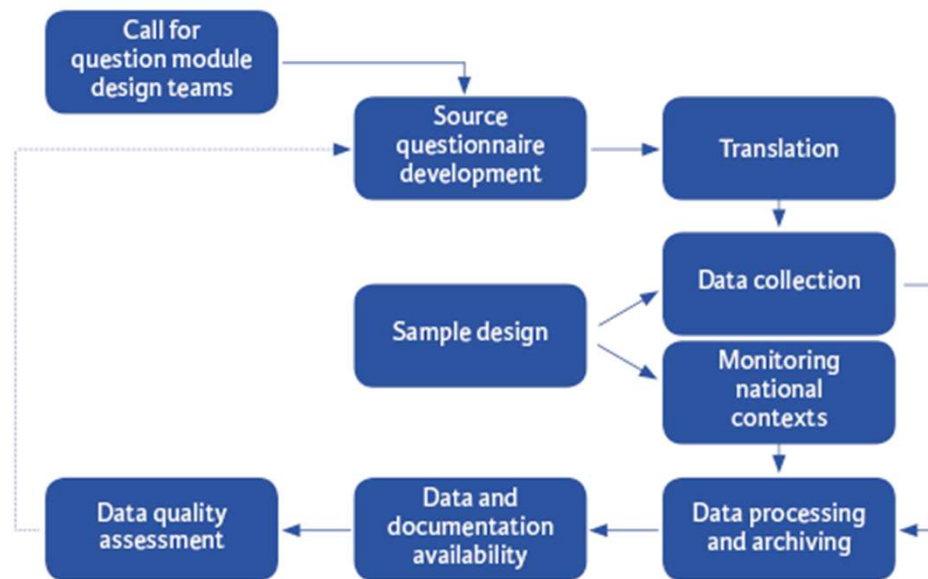 Call for
question module
design teams
Source
questionnaire
development
Translation
Data collection
Sample design
Monitoring
national
contexts
Data quality
assessment
Data and
documentation
availability
Data processing
and archiving